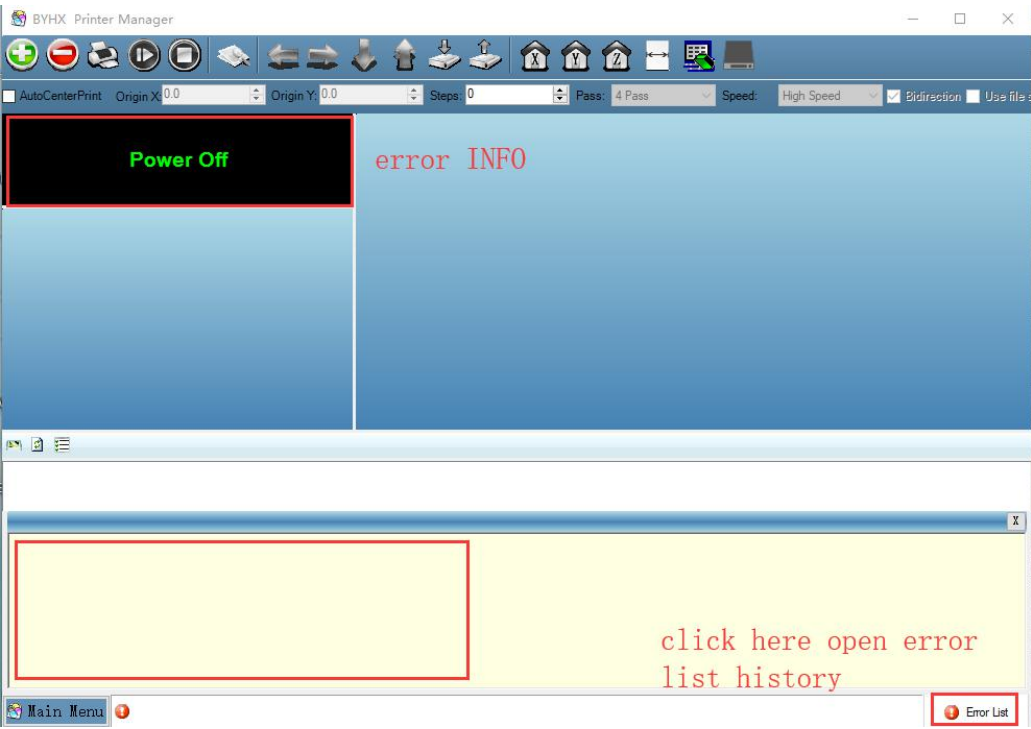 BYHX Printer Manager
X Y Z
AutoCenterPrint Origin X: 0.0 Origin Y: 0.0 Steps: 0 Pass: 4 Pass Speed: High Speed Bidirection Use file
Power Off
error INFO
X
click here open error
list history
Main Menu
Error List